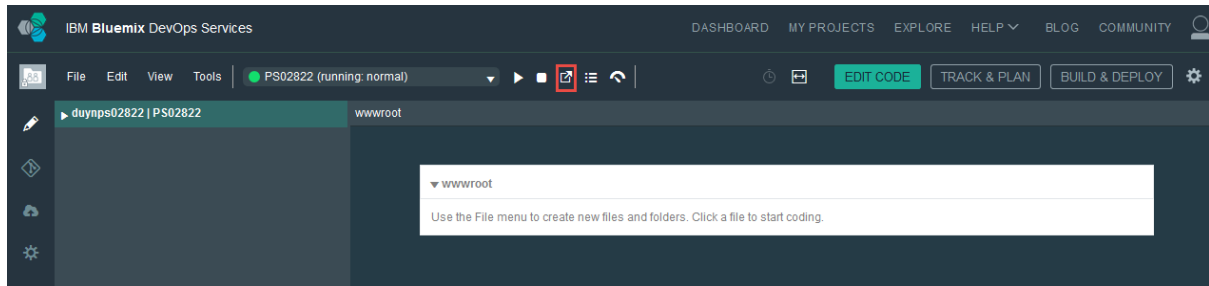 IBM Bluemix DevOps Services DASHBOARD MY PROJECTS EXPLORE HELP BLOG COMMUNITY
File Edit View Tools PS02822 (running: normal) EDIT CODE TRACK & PLAN BUILD & DEPLOY
duynps02822 | PS02822 wwwroot
wwwroot
Use the File menu to create new files and folders. Click a file to start coding.